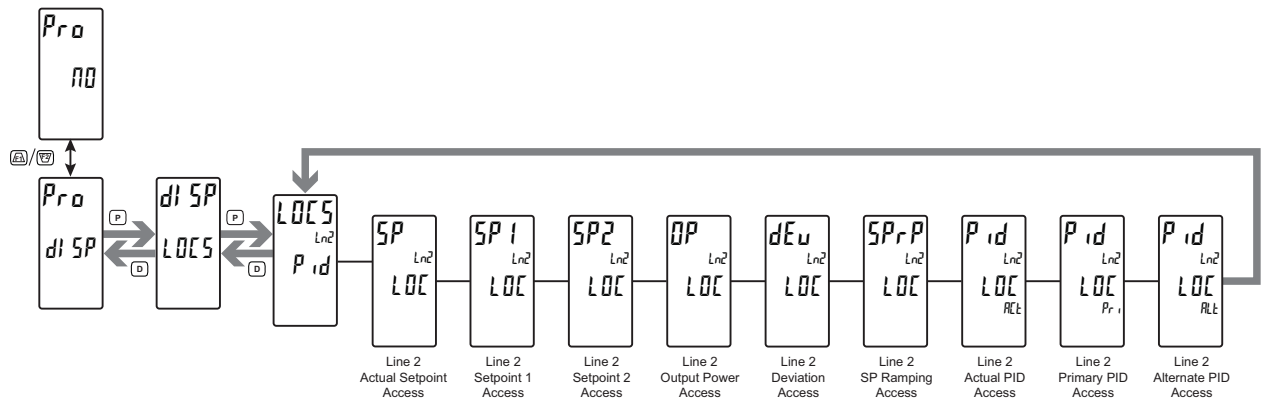 Pro
NO
/
Pro
dISP
P
D
dISP
LOCS
P
D
LOCS
Ln2
Pid
SP
Ln2
LOC
Line 2
Actual Setpoint
Access
SP1
Ln2
LOC
Line 2
Setpoint 1
Access
SP2
Ln2
LOC
Line 2
Setpoint 2
Access
OP
Ln2
LOC
Line 2
Output Power
Access
dEv
Ln2
LOC
Line 2
Deviation
Access
SPrP
Ln2
LOC
Line 2
SP Ramping
Access
Pid
Ln2
LOC
ACt
Line 2
Actual PID
Access
Pid
Ln2
LOC
Pri
Line 2
Primary PID
Access
Pid
Ln2
LOC
ALt
Line 2
Alternate PID
Access